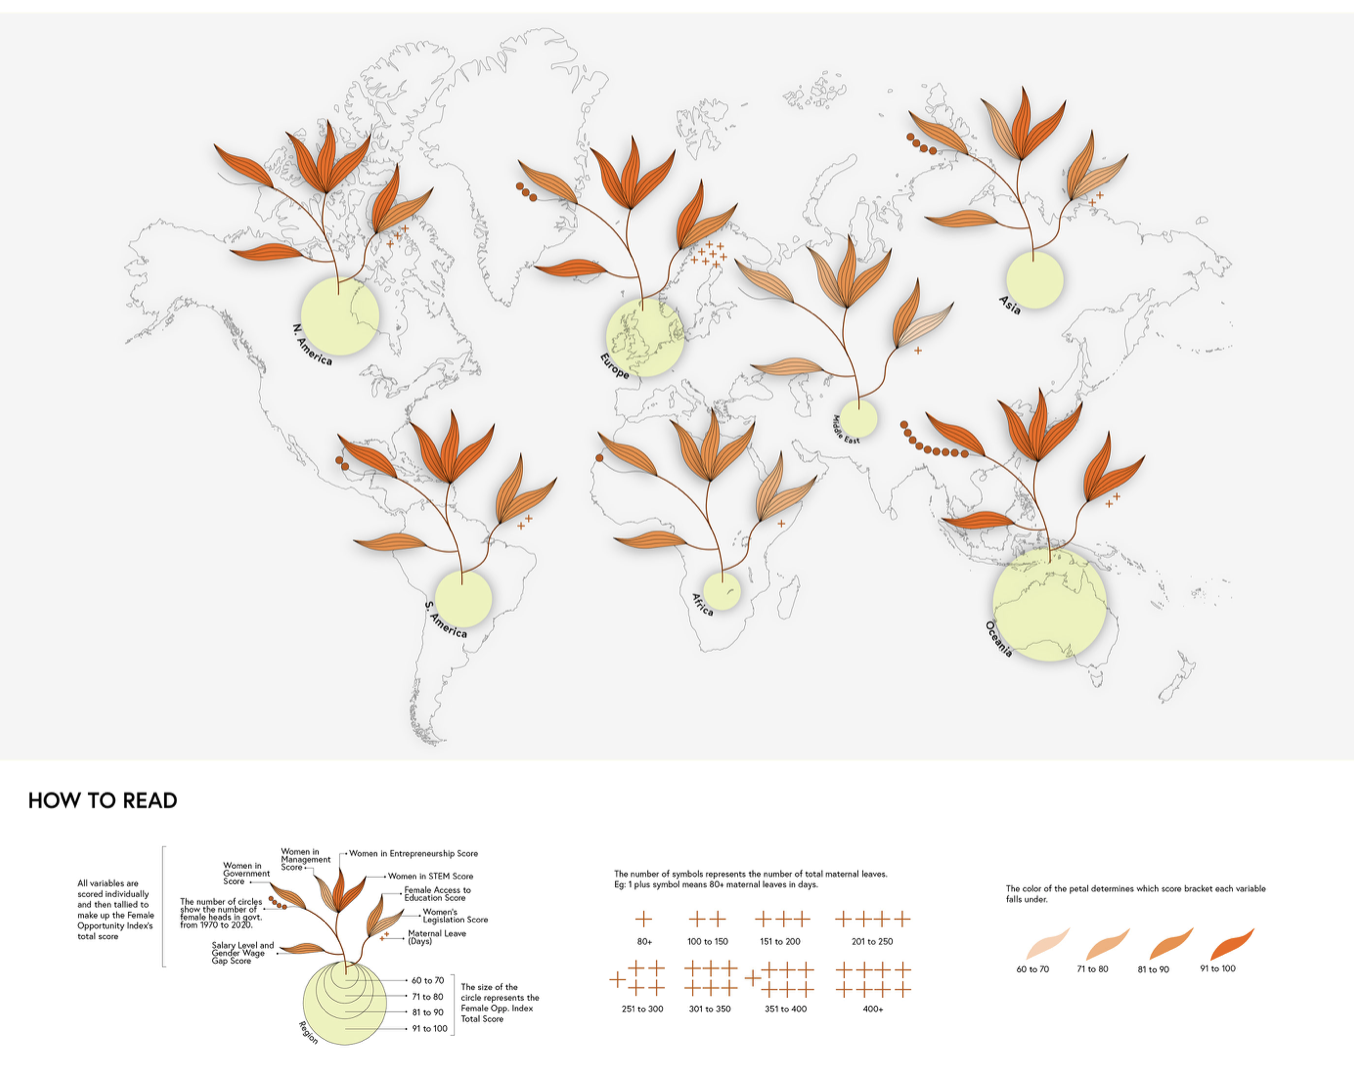 N. America
Europe
Asia
Middle East
S. America
Africa
Oceania
HOW TO READ
All variables are
scored individually
and then tallied to
make up the Female
Opportunity Index's
total score
Women in
Government
Score
Women in
Management
Score
Women in Entrepreneurship Score
Women in STEM Score
Female Access to
Education Score
Women's
Legislation Score
Maternal Leave
(Days)
The number of circles
show the number of
female heads in govt.
from 1970 to 2020.
Salary Level and
Gender Wage
Gap Score
60 to 70
71 to 80
81 to 90
91 to 100
Region
The size of the
circle represents the
Female Opp. Index
Total Score
The number of symbols represents the number of total maternal leaves.
Eg: 1 plus symbol means 80+ maternal leaves in days.
80+
100 to 150
151 to 200
201 to 250
251 to 300
301 to 350
351 to 400
400+
The color of the petal determines which score bracket each variable
falls under.
60 to 70
71 to 80
81 to 90
91 to 100